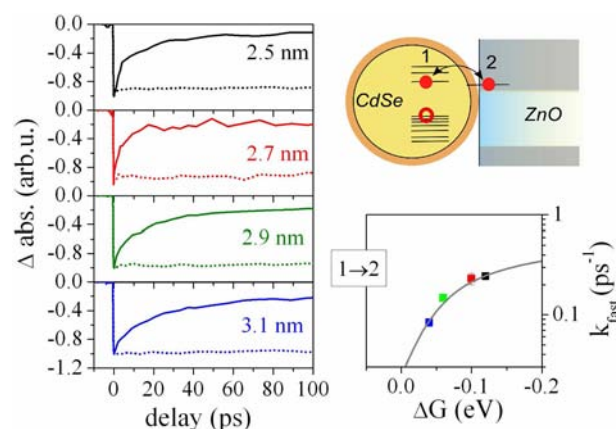 0.0
-0.4
-0.8
2.5 nm
0.0
-0.4
-0.8
2.7 nm
0.0
-0.4
-0.8
2.9 nm
0.0
-0.4
-0.8
-1.2
3.1 nm
0 20 40 60 80 100
delay (ps)
Δ abs. (arb.u.)
1 2
CdSe
ZnO
1→2
1
0.1
k fast (ps-1)
0.0 -0.1 -0.2
ΔG (eV)